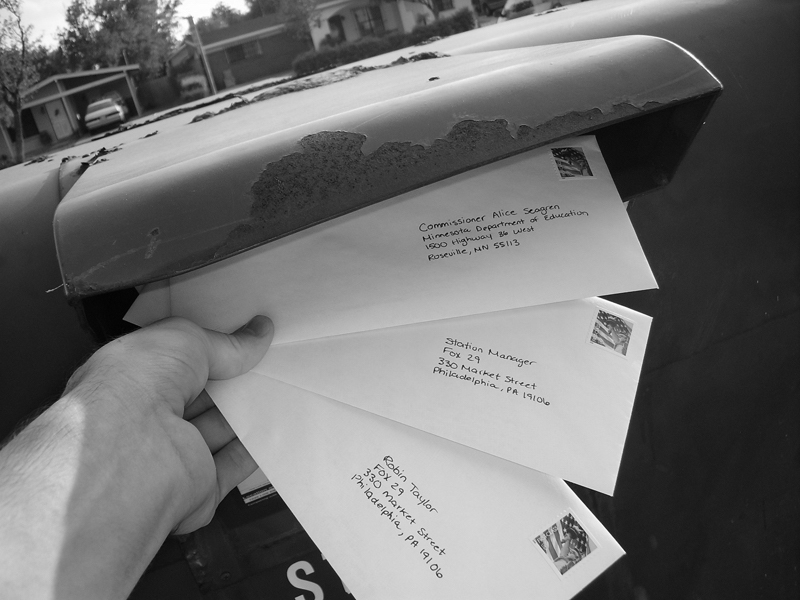 Commissioner Alice Seagren
Minnesota Department of Education
1500 Highway 36 West
Roseville, MN 55113
Station Manager
Fox 29
330 Market Street
Philadelphia, PA 19106
Robin Taylor
FOX 29
330 Market Street
Philadelphia, PA 19106
S